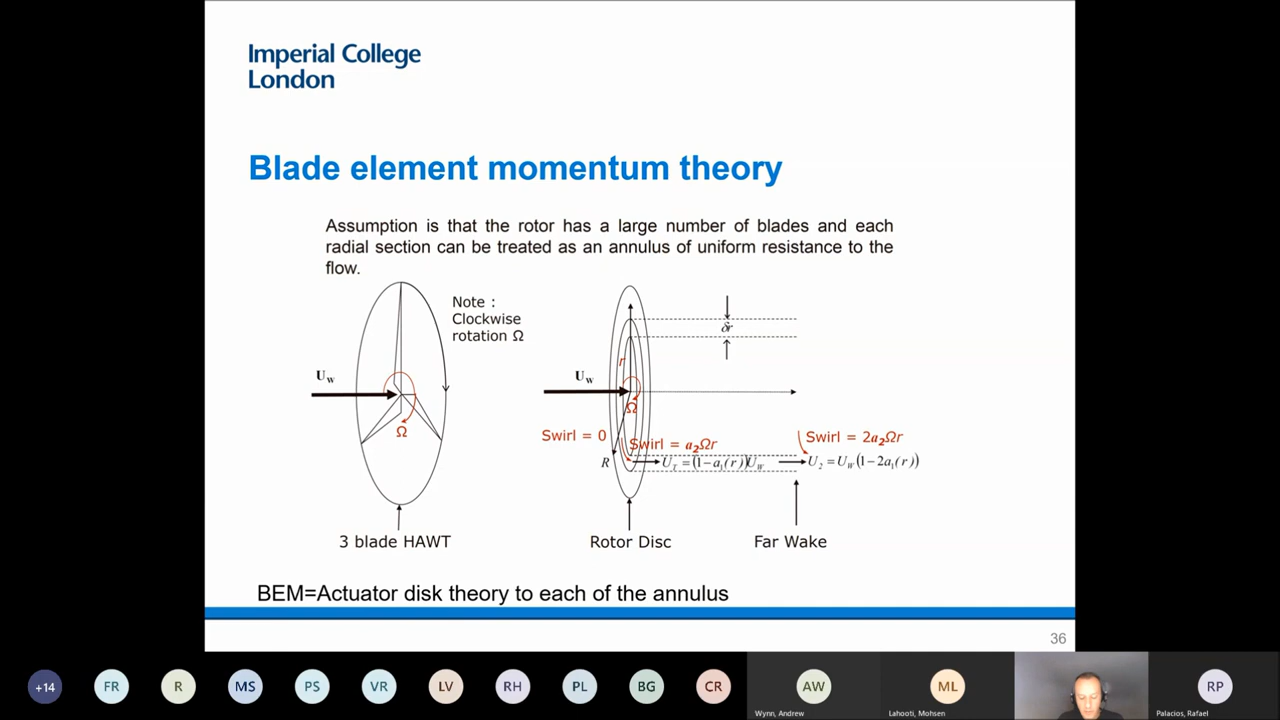 Imperial College
London
Blade element momentum theory
Assumption is that the rotor has a large number of blades and each
radial section can be treated as an annulus of uniform resistance to the
flow.
Note :
Clockwise
rotation Ω
δr
r
U_w
U_w
Ω
Ω
Swirl = 0
Swirl = a₂Ωr
Swirl = 2a₂Ωr
R
U_T = (1−a₁(r))U_W
U₂ = U_W(1−2a₁(r))
3 blade HAWT
Rotor Disc
Far Wake
BEM=Actuator disk theory to each of the annulus
36
+14
FR
R
MS
PS
VR
LV
RH
PL
BG
CR
AW
ML
RP
Wynn, Andrew
Lahooti, Mohsen
Palacios, Rafael